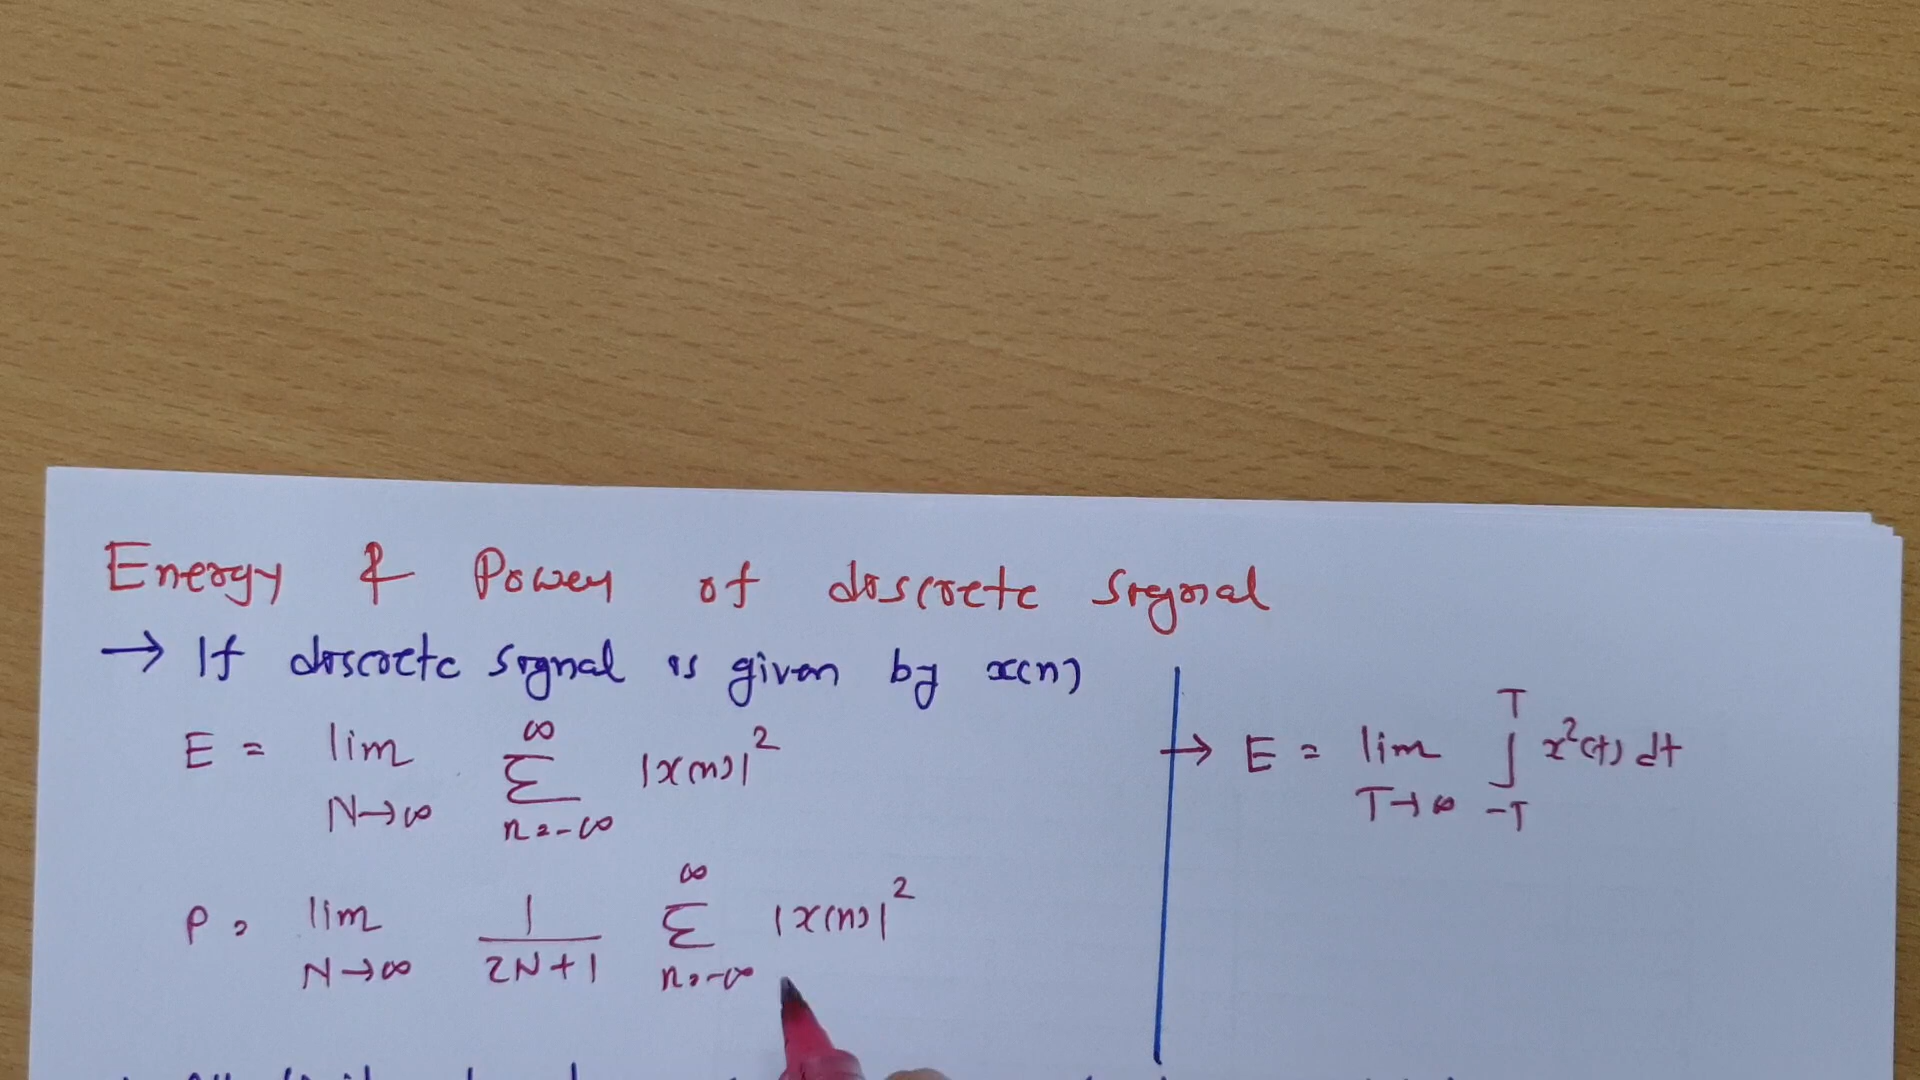 Energy & Power of discrete signal
→ If discrete signal is given by x(n)
E = lim N→∞ ∞ Σ n=-∞ |x(n)|²
P = lim N→∞ 1/2N+1 ∞ Σ n=-∞ |x(n)|²
→ E = lim T→∞ T ∫ -T x²(t) dt